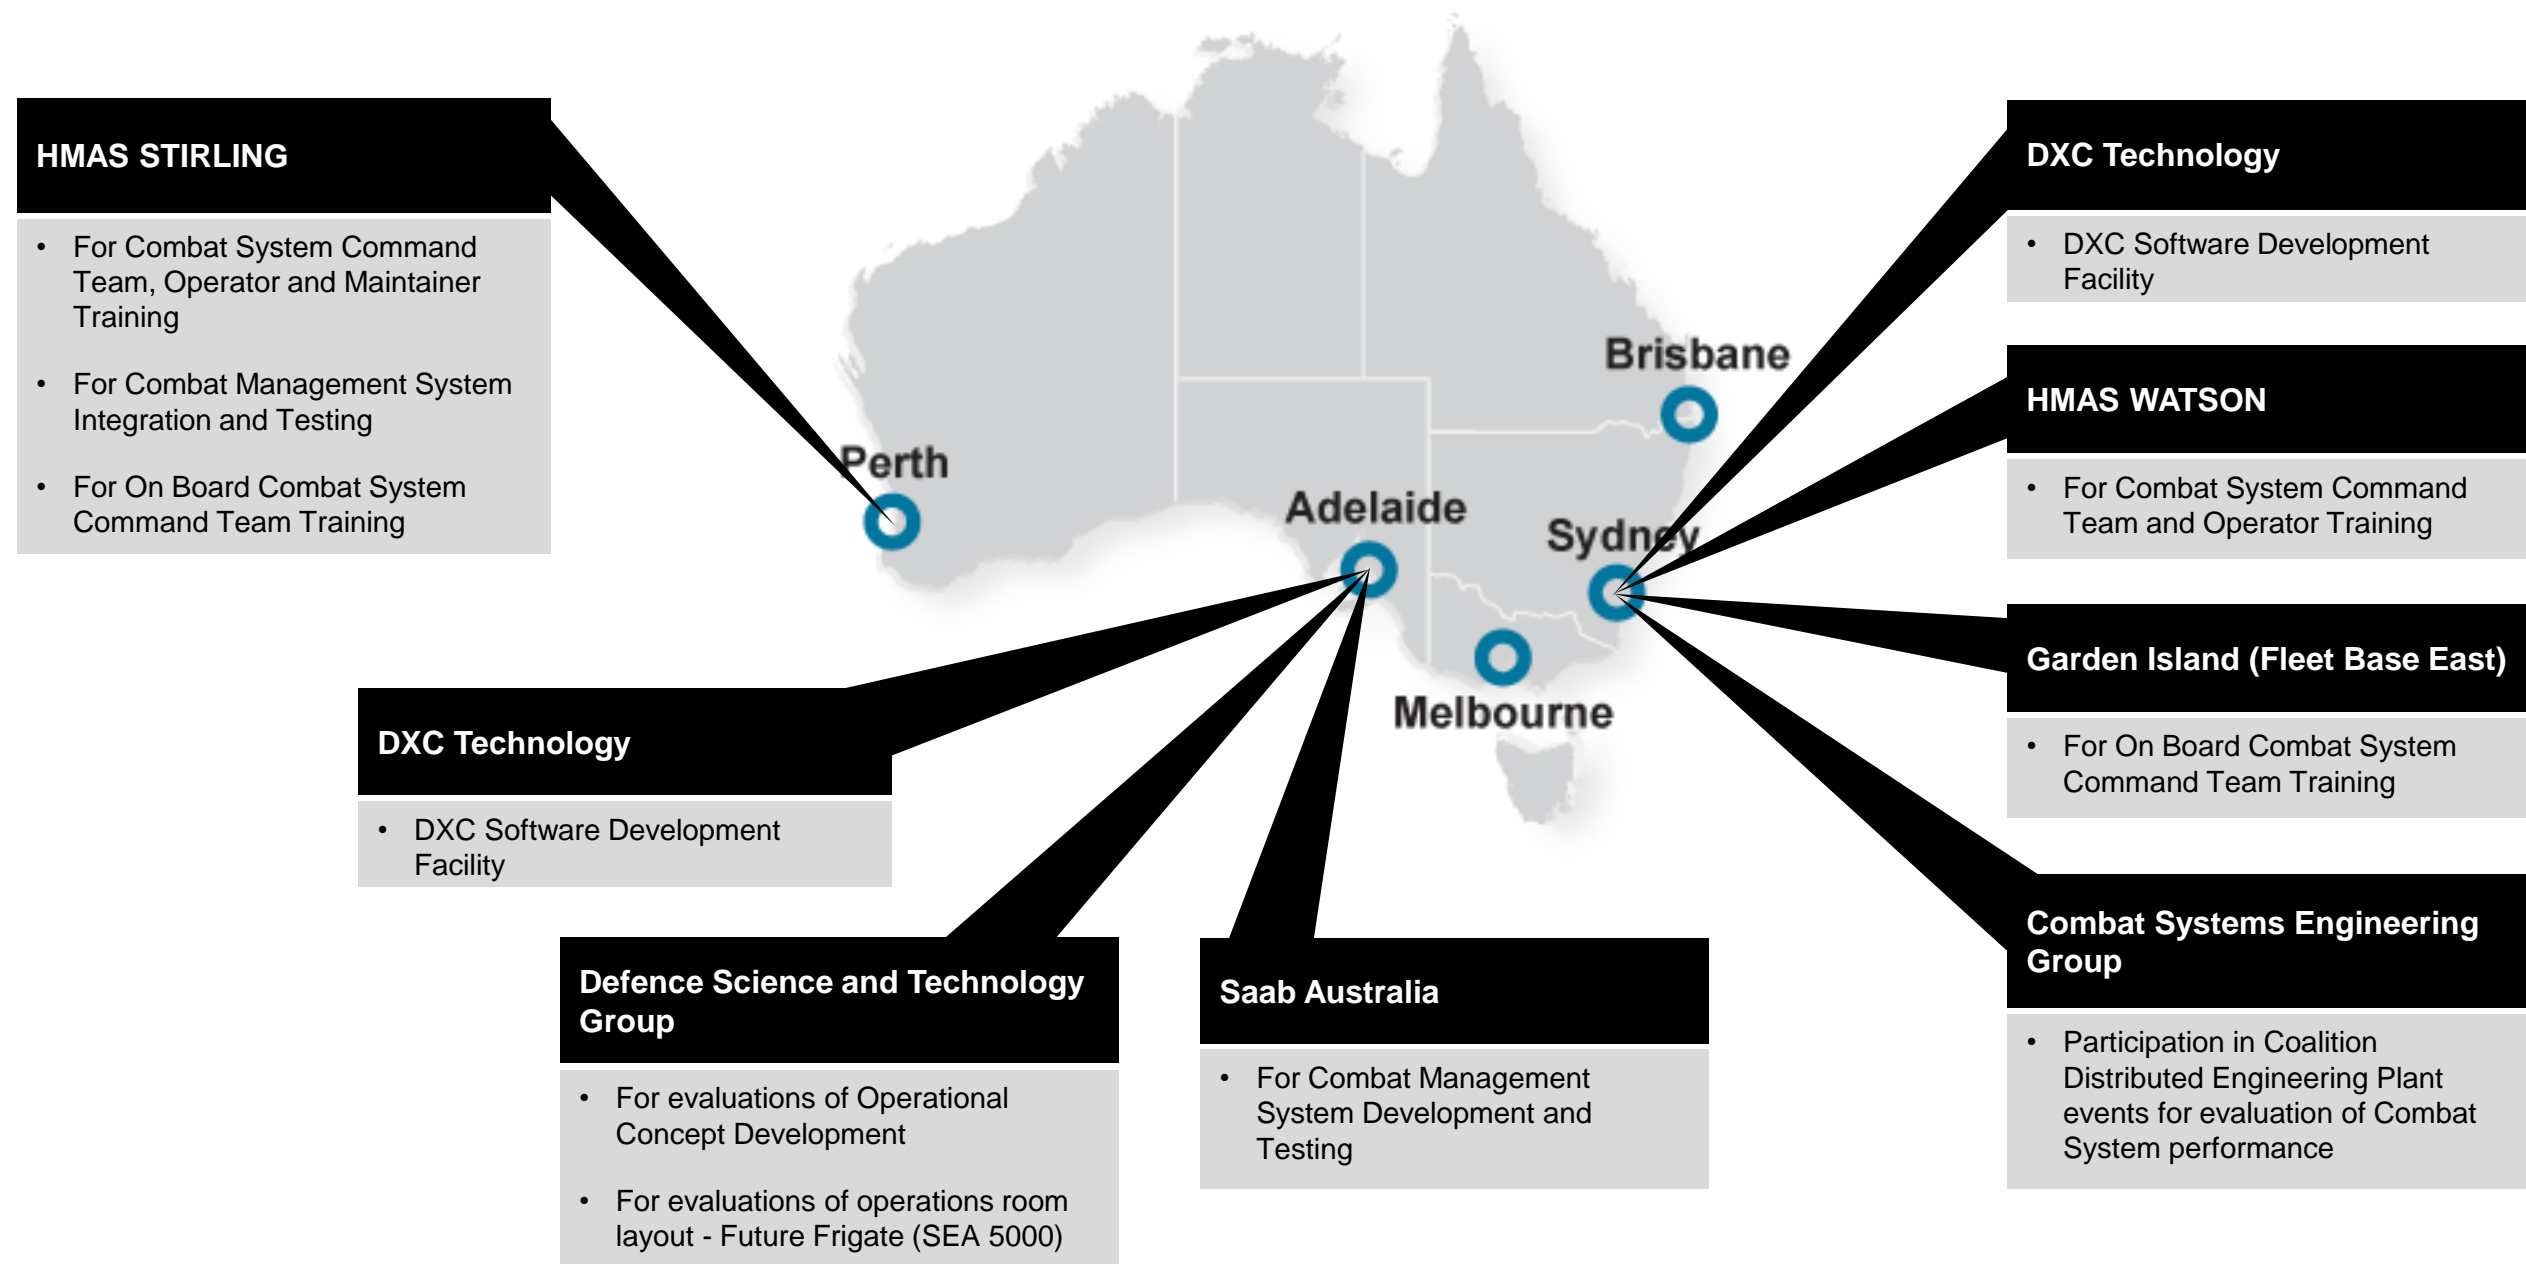 HMAS STIRLING
• For Combat System Command
Team, Operator and Maintainer
Training
• For Combat Management System
Integration and Testing
• For On Board Combat System
Command Team Training
Perth
Adelaide
Brisbane
Sydney
Melbourne
DXC Technology
• DXC Software Development
Facility
HMAS WATSON
• For Combat System Command
Team and Operator Training
Garden Island (Fleet Base East)
• For On Board Combat System
Command Team Training
Combat Systems Engineering
Group
• Participation in Coalition
Distributed Engineering Plant
events for evaluation of Combat
System performance
DXC Technology
• DXC Software Development
Facility
Defence Science and Technology
Group
• For evaluations of Operational
Concept Development
• For evaluations of operations room
layout - Future Frigate (SEA 5000)
Saab Australia
• For Combat Management
System Development and
Testing